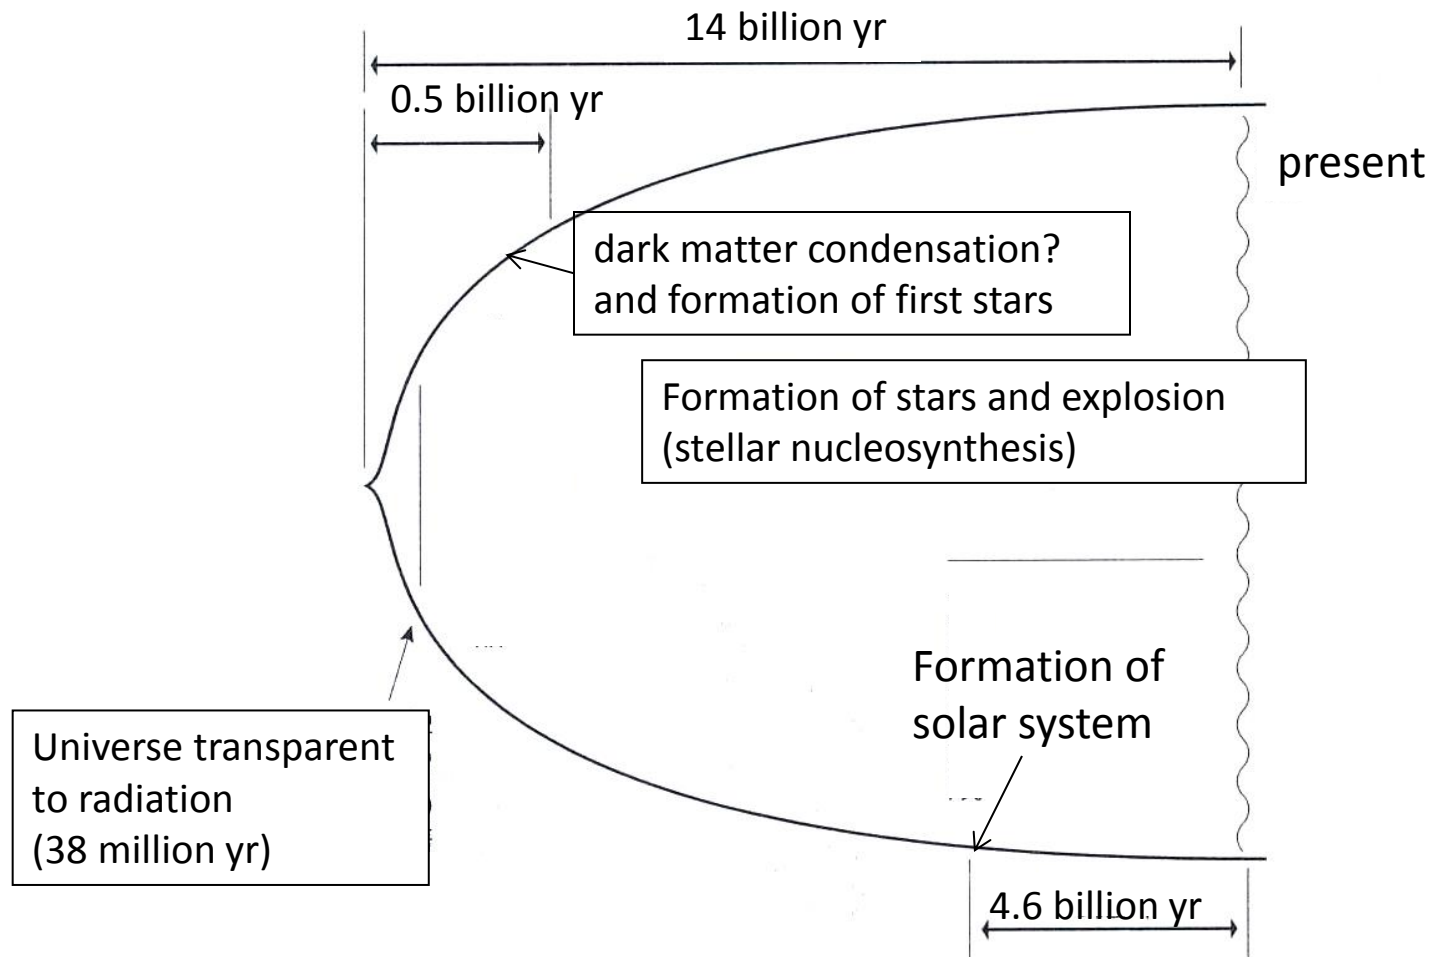 14 billion yr
0.5 billion yr
present
dark matter condensation?
and formation of first stars
Formation of stars and explosion
(stellar nucleosynthesis)
Formation of
solar system
Universe transparent
to radiation
(38 million yr)
4.6 billion yr